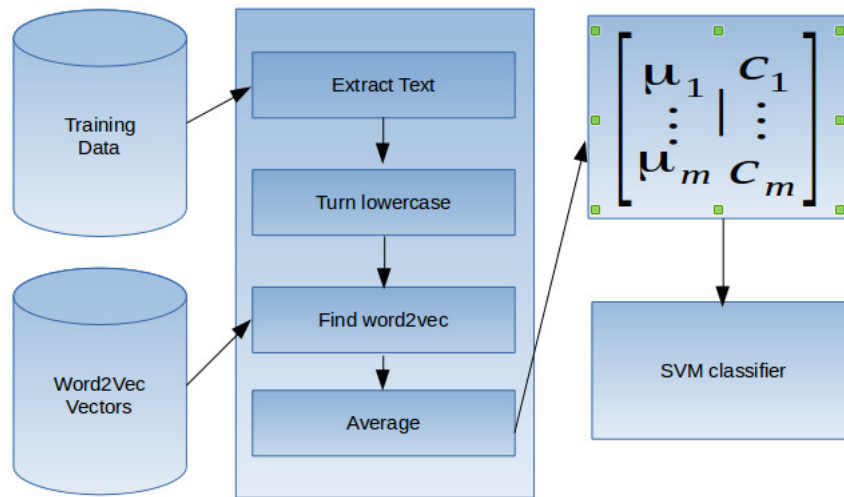 Training
Data
Extract Text
Turn lowercase
Word2Vec
Vectors
Find word2vec
Average
μ1 | c1
⋮ ⋮
μm cm
SVM classifier